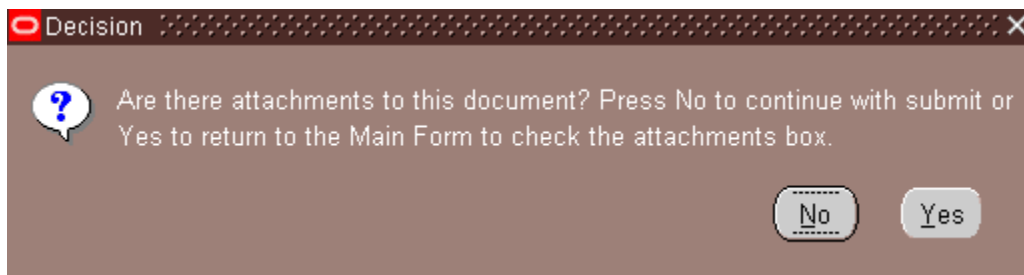 Decision
Are there attachments to this document? Press No to continue with submit or
Yes to return to the Main Form to check the attachments box.
No
Yes